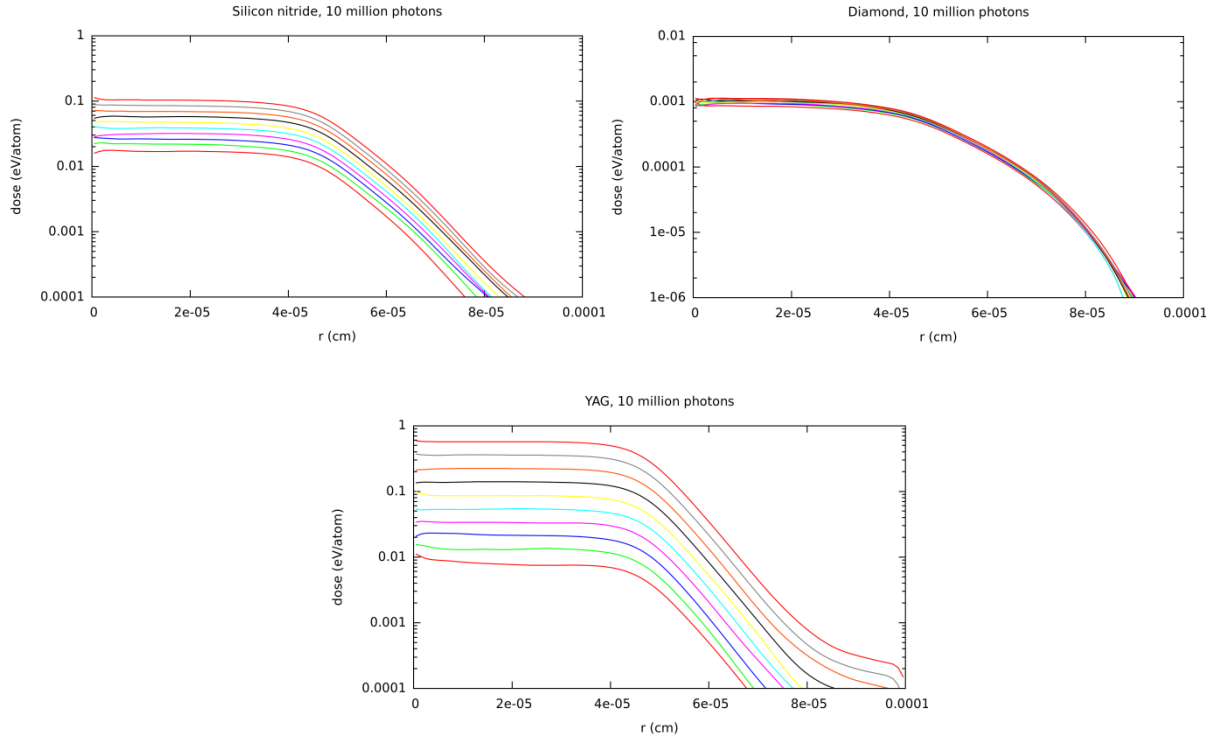 Silicon nitride, 10 million photons
1
0.1
0.01
0.001
0.0001
dose (eV/atom)
0
2e-05
4e-05
6e-05
8e-05
0.0001
r (cm)
Diamond, 10 million photons
0.01
0.001
0.0001
1e-05
1e-06
dose (eV/atom)
0
2e-05
4e-05
6e-05
8e-05
0.0001
r (cm)
YAG, 10 million photons
1
0.1
0.01
0.001
0.0001
dose (eV/atom)
0
2e-05
4e-05
6e-05
8e-05
0.0001
r (cm)